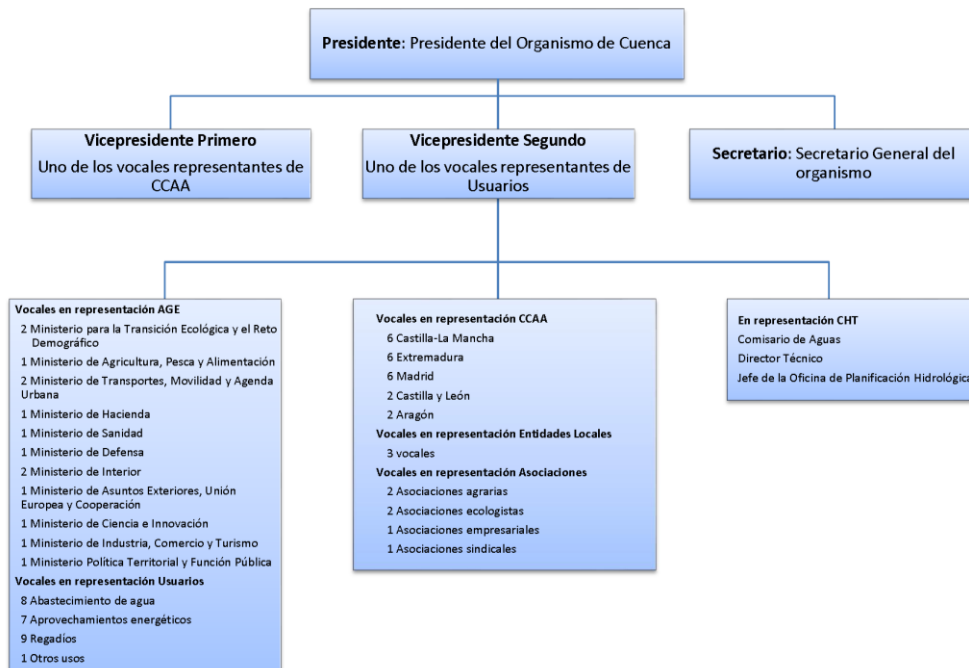 Presidente: Presidente del Organismo de Cuenca
Vicepresidente Primero
Uno de los vocales representantes de
CCAA
Vicepresidente Segundo
Uno de los vocales representantes de
Usuarios
Secretario: Secretario General del
organismo
Vocales en representación AGE
2 Ministerio para la Transición Ecológica y el Reto
Demográfico
1 Ministerio de Agricultura, Pesca y Alimentación
2 Ministerio de Transportes, Movilidad y Agenda
Urbana
1 Ministerio de Hacienda
1 Ministerio de Sanidad
1 Ministerio de Defensa
2 Ministerio de Interior
1 Ministerio de Asuntos Exteriores, Unión
Europea y Cooperación
1 Ministerio de Ciencia e Innovación
1 Ministerio de Industria, Comercio y Turismo
1 Ministerio Política Territorial y Función Pública
Vocales en representación Usuarios
8 Abastecimiento de agua
7 Aprovechamientos energéticos
9 Regadíos
1 Otros usos
Vocales en representación CCAA
6 Castilla-La Mancha
6 Extremadura
6 Madrid
2 Castilla y León
2 Aragón
Vocales en representación Entidades Locales
3 vocales
Vocales en representación Asociaciones
2 Asociaciones agrarias
2 Asociaciones ecologistas
1 Asociaciones empresariales
1 Asociaciones sindicales
En representación CHT
Comisario de Aguas
Director Técnico
Jefe de la Oficina de Planificación Hidrológica